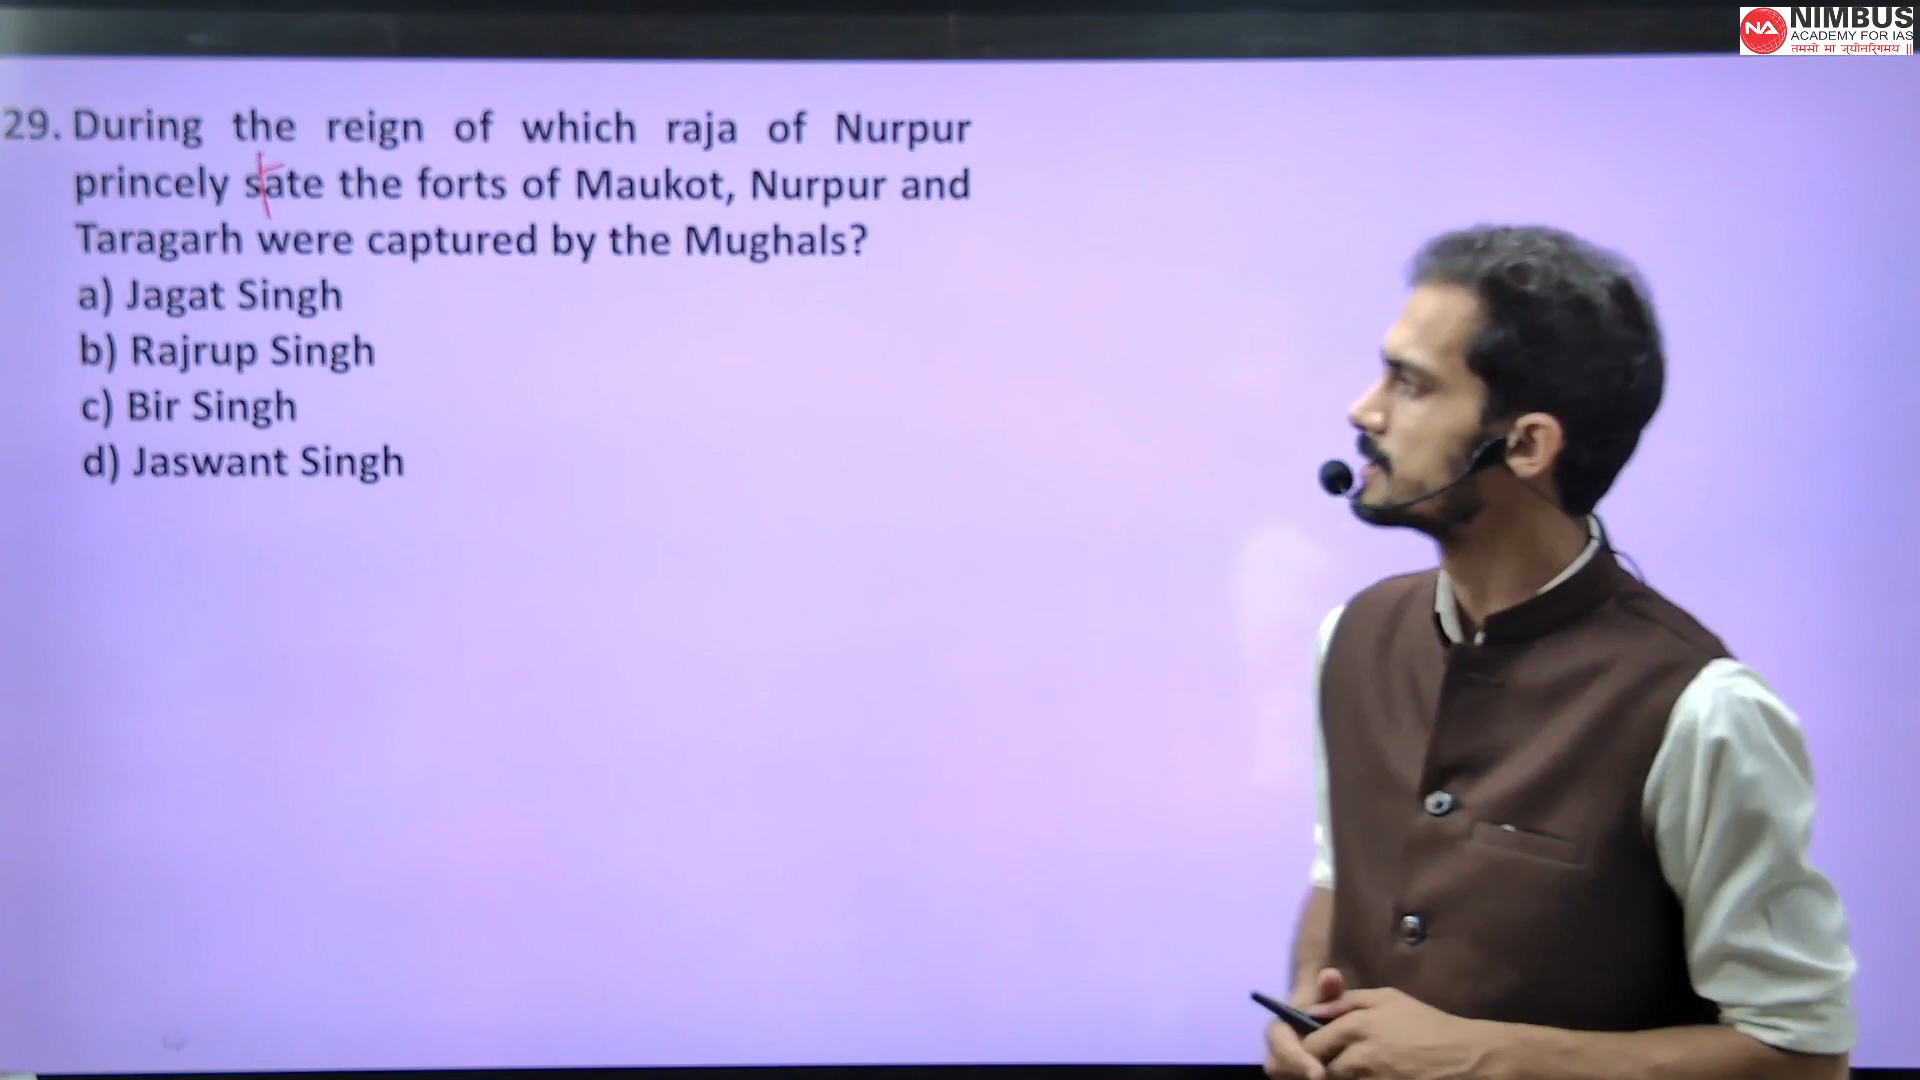 NIMBUS
ACADEMY FOR IAS
तमसो मा ज्योतिर्गमय ||
29. During the reign of which raja of Nurpur
princely sate the forts of Maukot, Nurpur and
Taragarh were captured by the Mughals?
a) Jagat Singh
b) Rajrup Singh
c) Bir Singh
d) Jaswant Singh